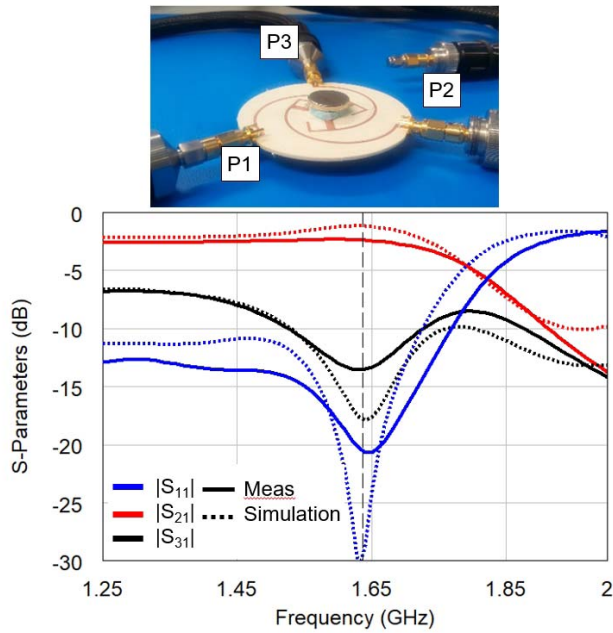 P3
P2
P1
0
-5
-10
-15
-20
-25
-30
S-Parameters (dB)
|S₁₁| Meas
|S₂₁| Simulation
|S₃₁|
1.25 1.45 1.65 1.85 2
Frequency (GHz)